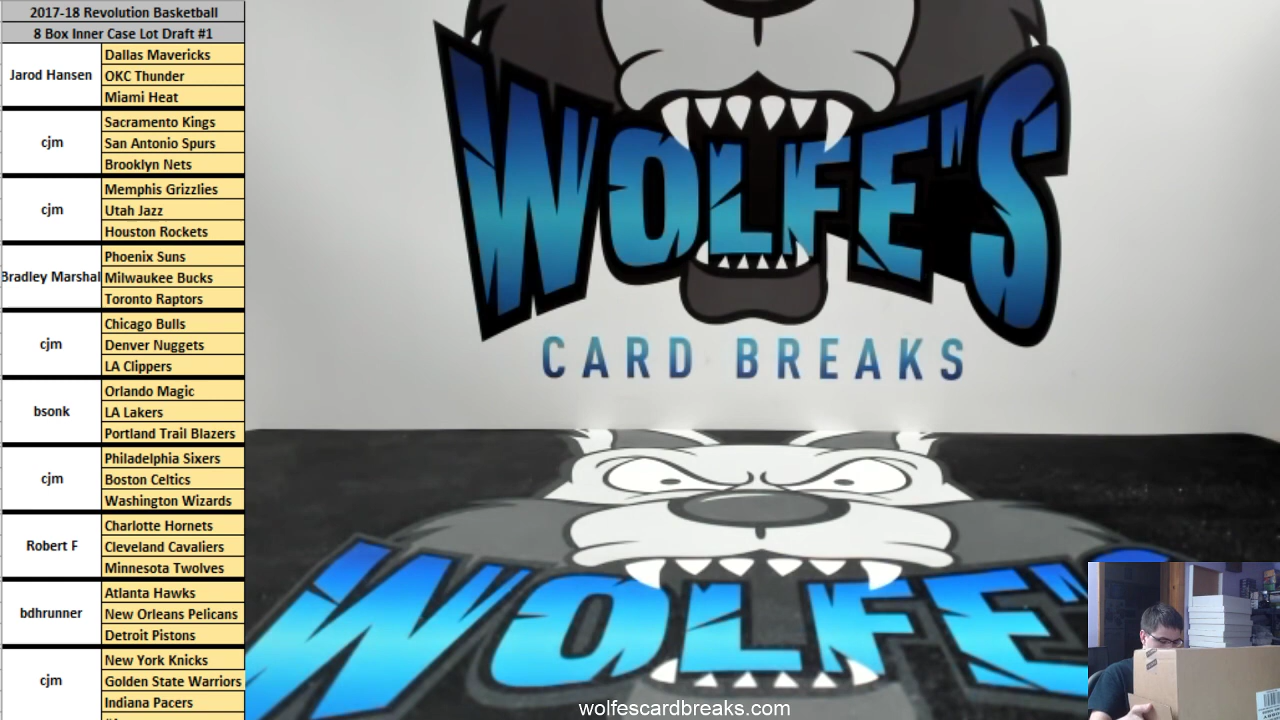 2017-18 Revolution Basketball
8 Box Inner Case Lot Draft #1
Jarod Hansen
Dallas Mavericks
OKC Thunder
Miami Heat
cjm
Sacramento Kings
San Antonio Spurs
Brooklyn Nets
cjm
Memphis Grizzlies
Utah Jazz
Houston Rockets
Bradley Marshal
Phoenix Suns
Milwaukee Bucks
Toronto Raptors
cjm
Chicago Bulls
Denver Nuggets
LA Clippers
bsonk
Orlando Magic
LA Lakers
Portland Trail Blazers
cjm
Philadelphia Sixers
Boston Celtics
Washington Wizards
Robert F
Charlotte Hornets
Cleveland Cavaliers
Minnesota Twolves
bdhrunner
Atlanta Hawks
New Orleans Pelicans
Detroit Pistons
cjm
New York Knicks
Golden State Warriors
Indiana Pacers
WOLFE'S
CARD BREAKS
WOLFE'
wolfescardbreaks.com